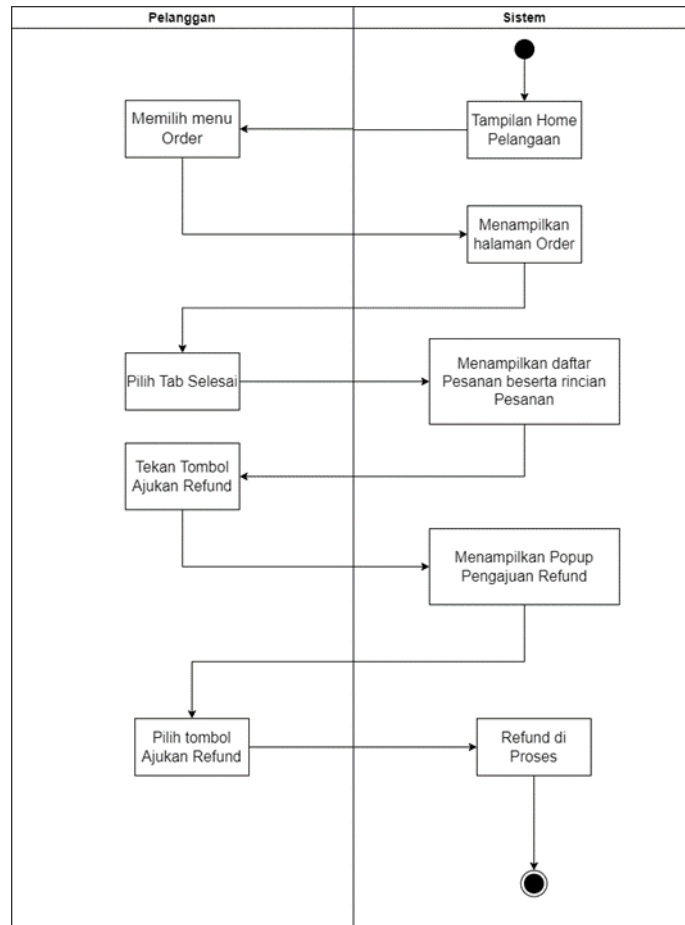 Pelanggan
Sistem
Tampilan Home
Pelangaan
Memilih menu
Order
Menampilkan
halaman Order
Pilih Tab Selesai
Menampilkan daftar
Pesanan beserta rincian
Pesanan
Tekan Tombol
Ajukan Refund
Menampilkan Popup
Pengajuan Refund
Pilih tombol
Ajukan Refund
Refund di
Proses